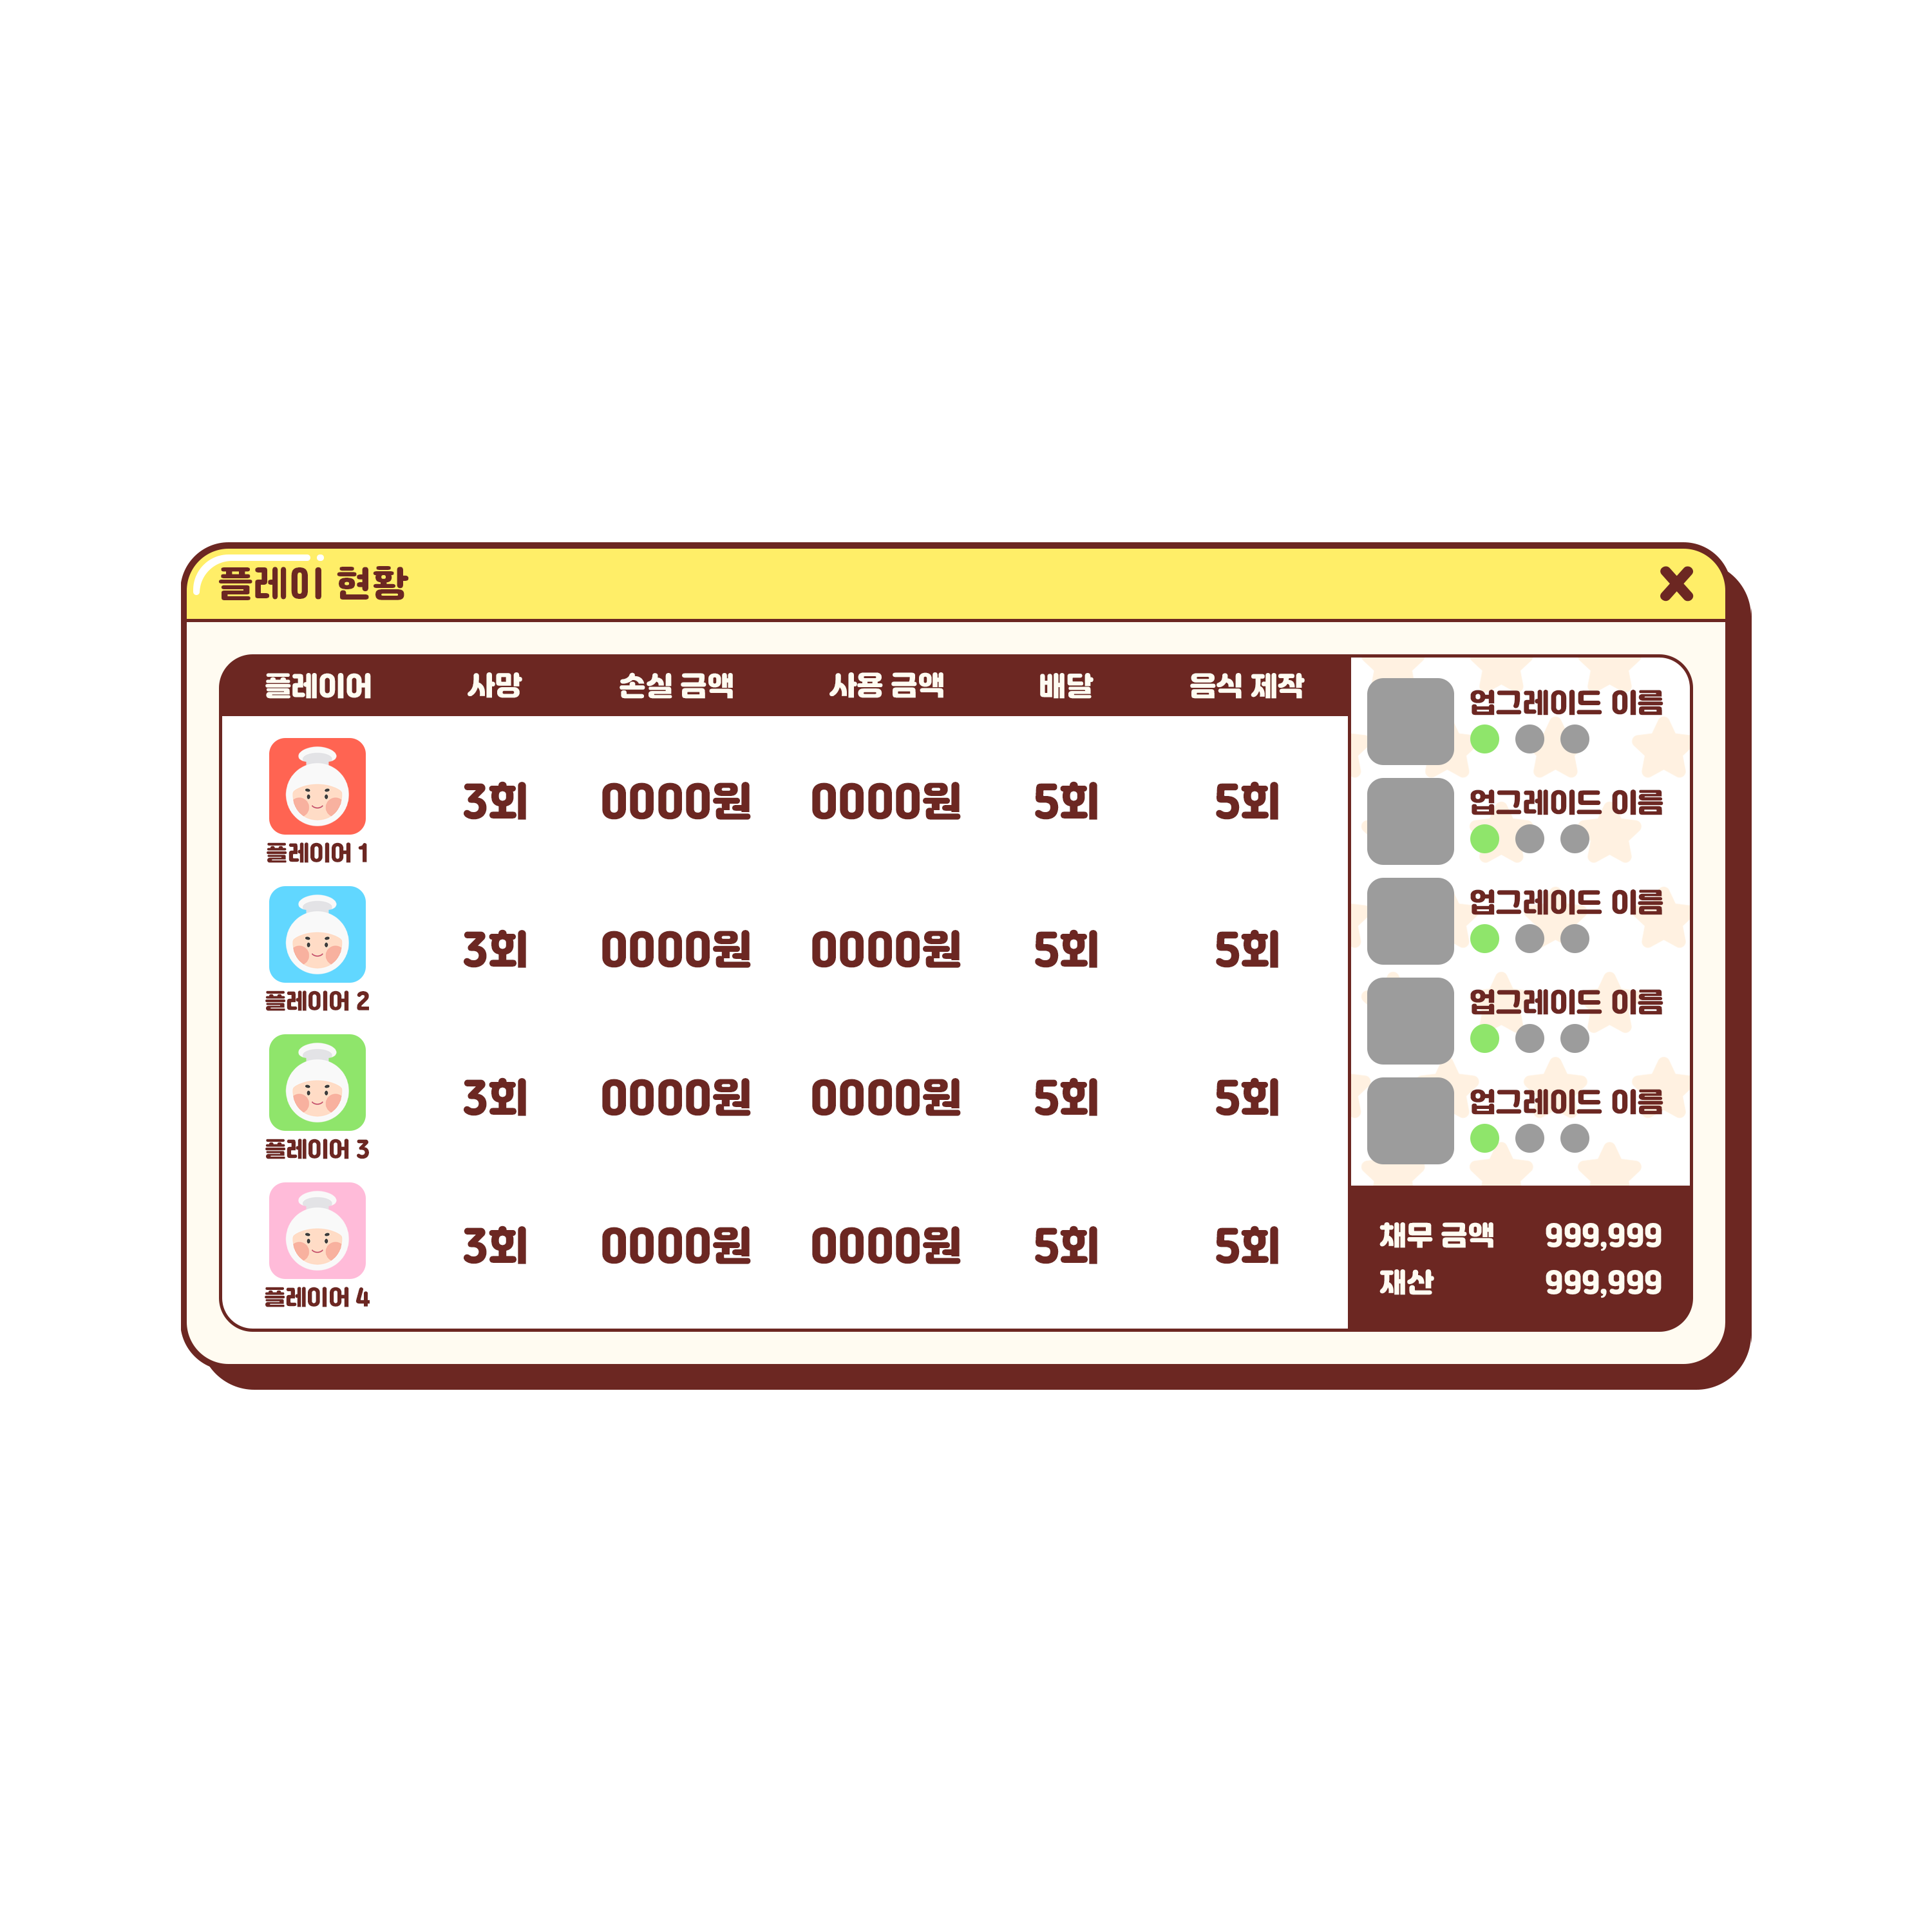 플레이 현황
플레이어 사망 손실 금액 사용 금액 배달 음식 제작
3회 0000원 0000원 5회 5회
플레이어 1
3회 0000원 0000원 5회 5회
플레이어 2
3회 0000원 0000원 5회 5회
플레이어 3
3회 0000원 0000원 5회 5회
플레이어 4
업그레이드 이름
업그레이드 이름
업그레이드 이름
업그레이드 이름
업그레이드 이름
채무 금액 999,999
재산 999,999